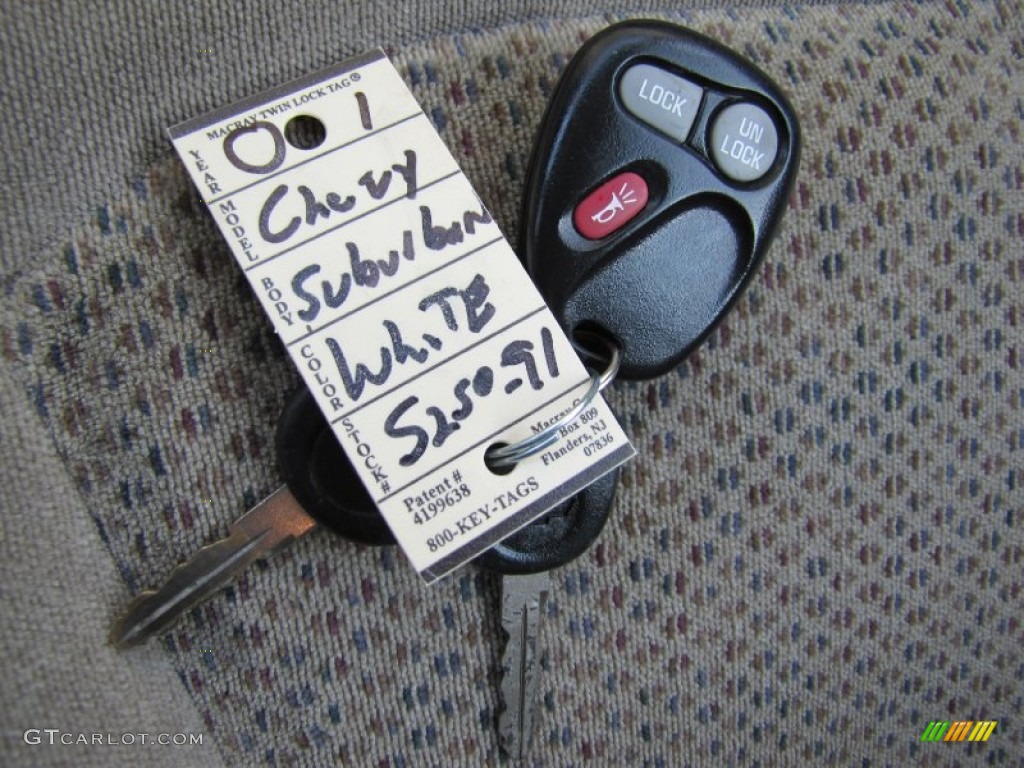 MACRAY TWIN LOCK TAG®
YEAR 01
MODEL Chevy
BODY Suburban
COLOR WhiTE
STOCK# S250-91
Patent #
4199638
800-KEY-TAGS
Macray
Box 809
Flanders, NJ
07836
LOCK
UN
LOCK
GTCARLOT.COM